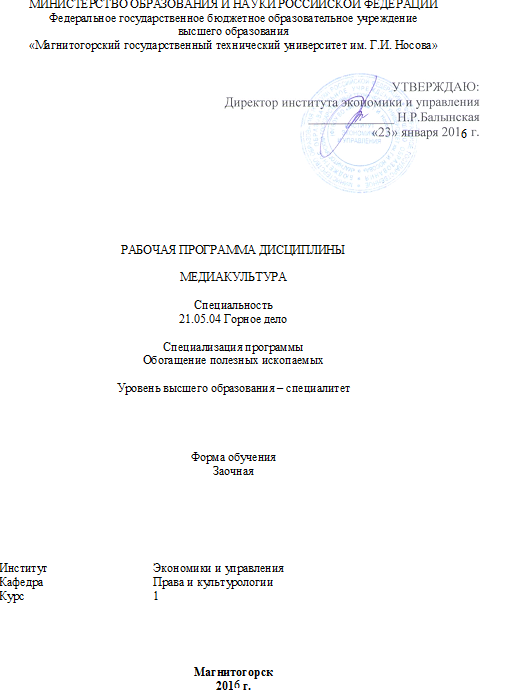 МИНИСТЕРСТВО ОБРАЗОВАНИЯ И НАУКИ РОССИЙСКОЙ ФЕДЕРАЦИИ
Федеральное государственное бюджетное образовательное учреждение
высшего образования
«Магнитогорский государственный технический университет им. Г.И. Носова»
УТВЕРЖДАЮ:
Директор института экономики и управления
Н.Р.Балынская
«23» января 2016 г.
РАБОЧАЯ ПРОГРАММА ДИСЦИПЛИНЫ
МЕДИАКУЛЬТУРА
Специальность
21.05.04 Горное дело
Специализация программы
Обогащение полезных ископаемых
Уровень высшего образования – специалитет
Форма обучения
Заочная
Институт Экономики и управления
Кафедра Права и культурологии
Курс 1
Магнитогорск
2016 г.